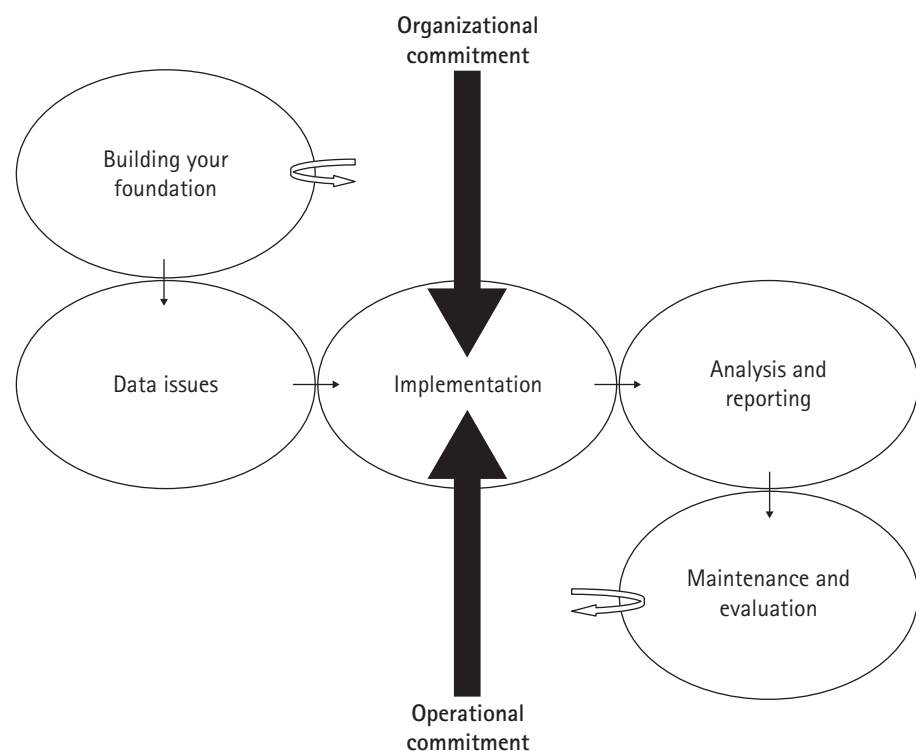 Organizational
commitment
Building your
foundation
Data issues
Implementation
Analysis and
reporting
Maintenance and
evaluation
Operational
commitment